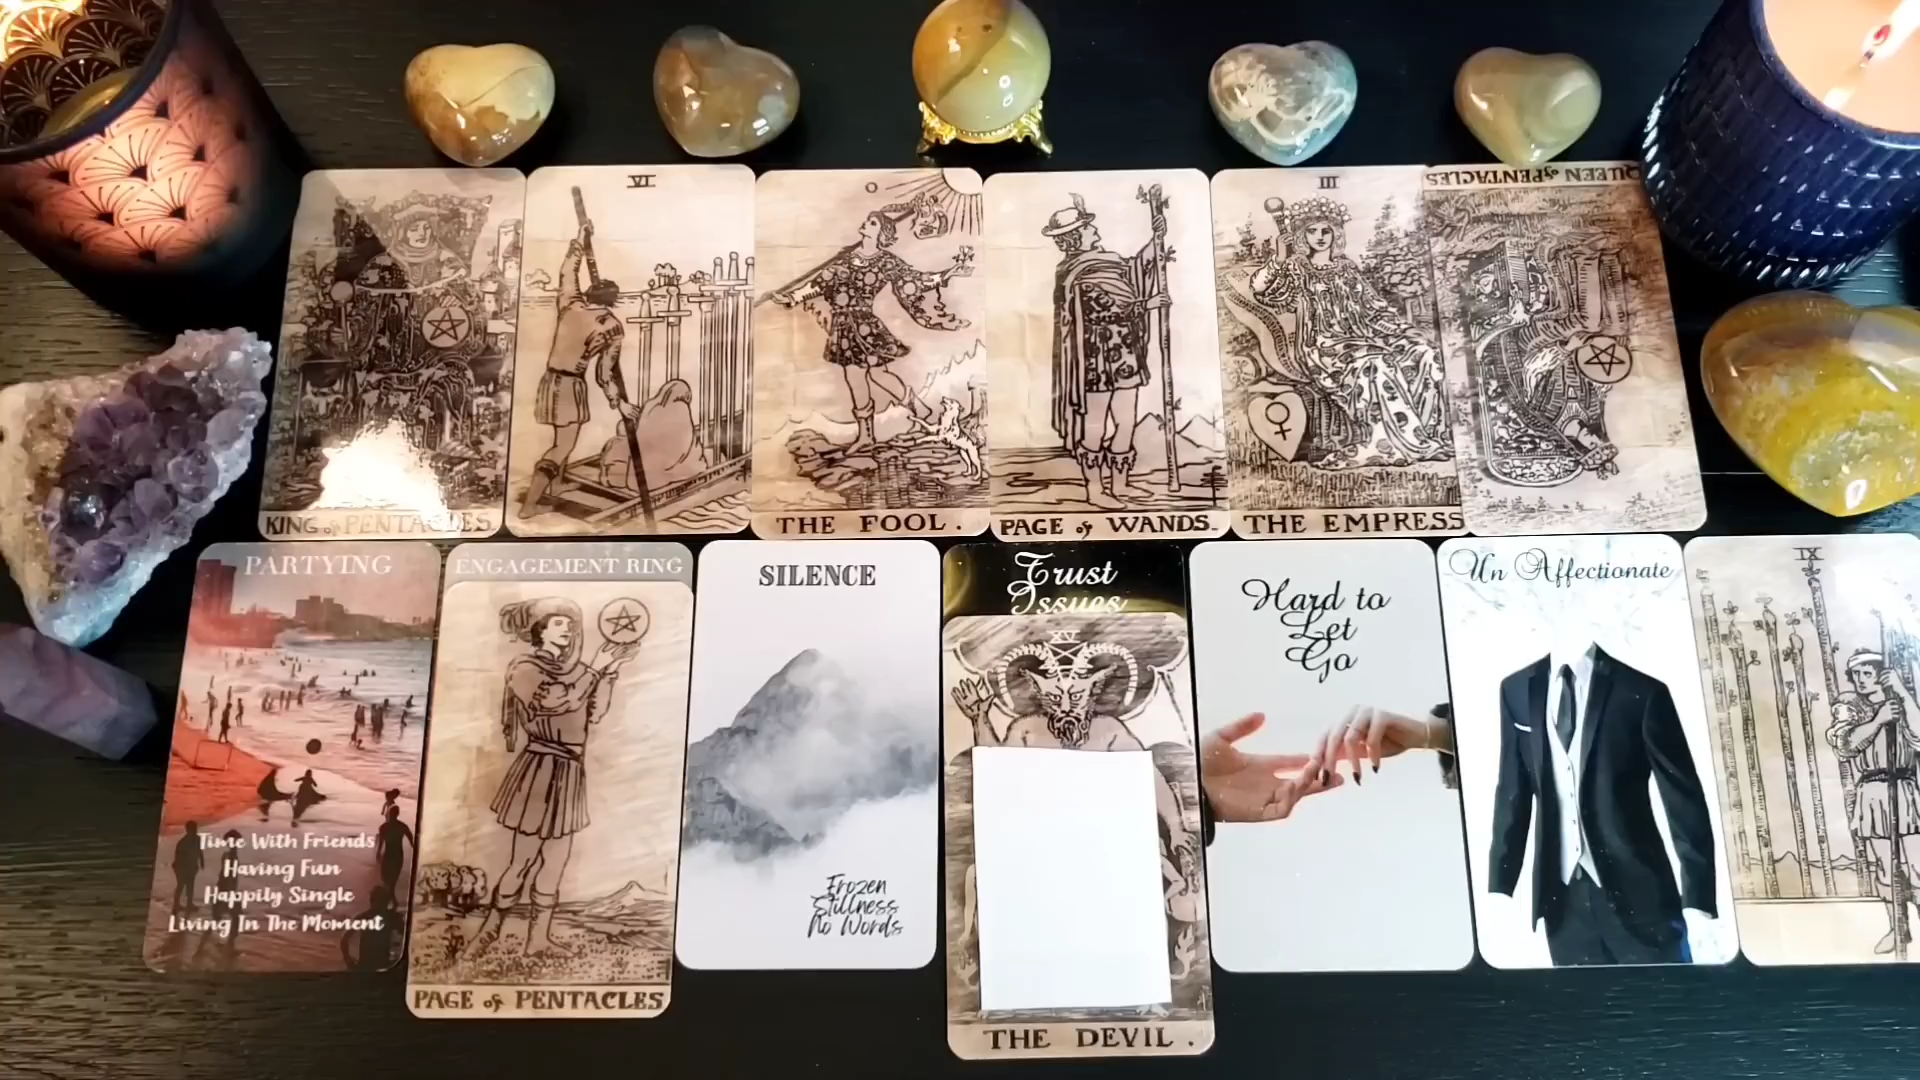 KING of PENTACLES
VI
O
THE FOOL.
PAGE of WANDS.
III
THE EMPRESS
QUEEN of PENTACLES
PARTYING
Time With Friends
Having Fun
Happily Single
Living In The Moment
ENGAGEMENT RING
PAGE of PENTACLES
SILENCE
Frozen
Stillness
No Words
Trust
Issues
XV
THE DEVIL.
Hard to
Let
Go
Un Affectionate
IX